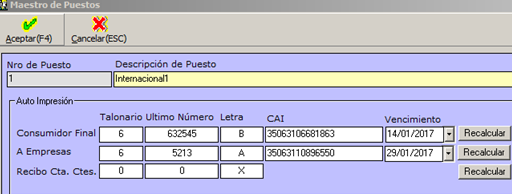 Maestro de Puestos
Aceptar(F4) Cancelar(ESC)
Nro de Puesto Descripción de Puesto
1 Internacional1
Auto Impresión
Talonario Ultimo Número Letra CAI Vencimiento
Consumidor Final 6 632545 B 35063106681863 14/01/2017 Recalcular
A Empresas 6 5213 A 35063110896550 29/01/2017 Recalcular
Recibo Cta. Ctes. 0 0 X Recalcular